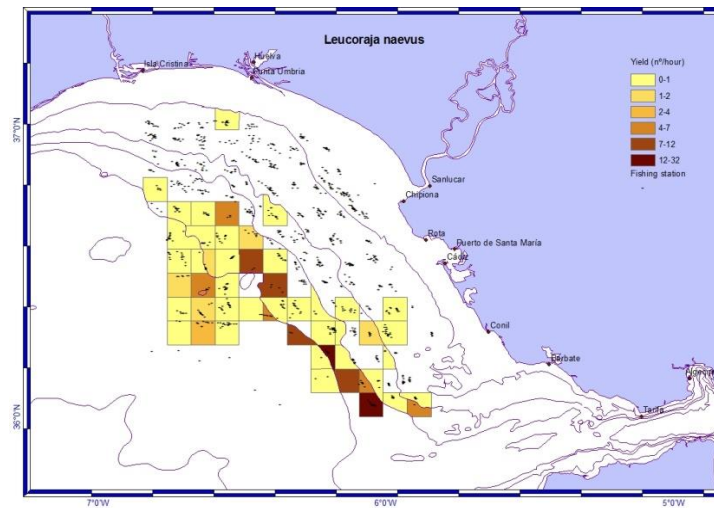 Leucoraja naevus
Huelva
Isla Cristina
Punta Umbria
Yield (nº/hour)
0-1
1-2
2-4
4-7
7-12
12-32
Fishing station
37°0'N
Sanlucar
Chipiona
Rota
Puerto de Santa María
Cádiz
Conil
Barbate
Tarifa
36°0'N
7°0'W
6°0'W
5°0'W